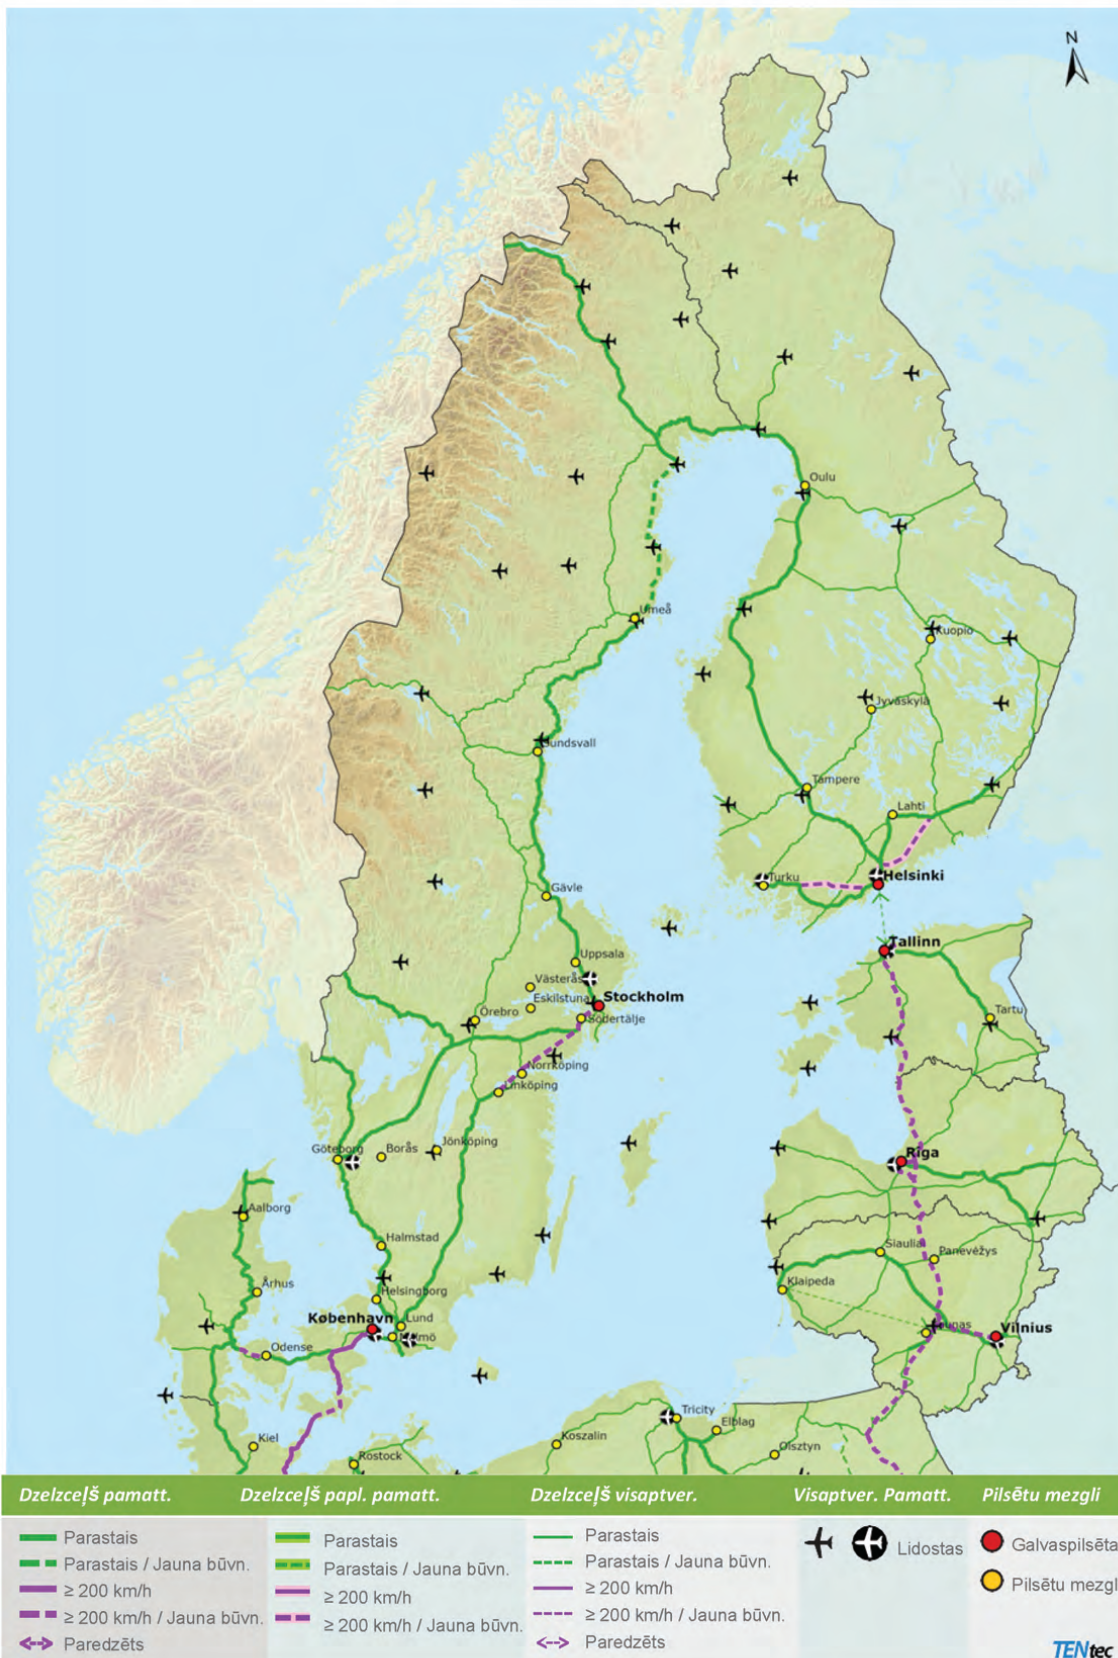 N
Oulu
Umeå
Kuopio
Jyväskylä
Sundsvall
Tampere
Lahti
Turku
Helsinki
Gävle
Tallinn
Uppsala
Västerås
Eskilstuna
Stockholm
Örebro
Södertälje
Tartu
Norrköping
Linköping
Göteborg
Borås
Jönköping
Rīga
Aalborg
Halmstad
Siauliai
Panevėžys
Århus
Helsingborg
Klaipeda
København
Lund
Malmö
Kaunas
Vilnius
Odense
Tricity
Elblag
Kiel
Koszalin
Olsztyn
Rostock
Dzelzceļš pamatt. Dzelzceļš papl. pamatt. Dzelzceļš visaptver. Visaptver. Pamatt. Pilsētu mezgli
Parastais
Parastais / Jauna būvn.
≥ 200 km/h
≥ 200 km/h / Jauna būvn.
Paredzēts
Parastais
Parastais / Jauna būvn.
≥ 200 km/h
≥ 200 km/h / Jauna būvn.
Parastais
Parastais / Jauna būvn.
≥ 200 km/h
≥ 200 km/h / Jauna būvn.
Paredzēts
Lidostas
Galvaspilsēta
Pilsētu mezgl
TENtec